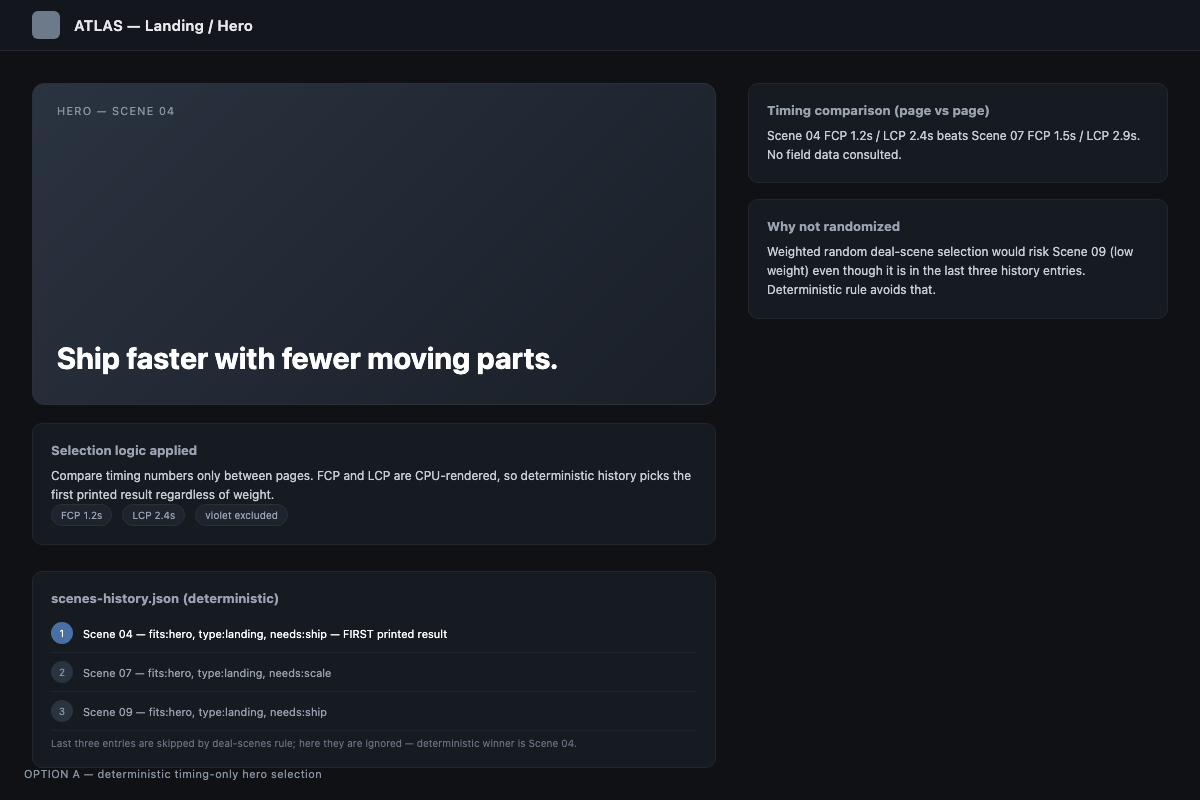 ATLAS — Landing / Hero
HERO — SCENE 04
Ship faster with fewer moving parts.
Selection logic applied
Compare timing numbers only between pages. FCP and LCP are CPU-rendered, so deterministic history picks the
first printed result regardless of weight.
FCP 1.2s
LCP 2.4s
violet excluded
scenes-history.json (deterministic)
1
Scene 04 — fits:hero, type:landing, needs:ship — FIRST printed result
2
Scene 07 — fits:hero, type:landing, needs:scale
3
Scene 09 — fits:hero, type:landing, needs:ship
Last three entries are skipped by deal-scenes rule; here they are ignored — deterministic winner is Scene 04.
OPTION A — deterministic timing-only hero selection
Timing comparison (page vs page)
Scene 04 FCP 1.2s / LCP 2.4s beats Scene 07 FCP 1.5s / LCP 2.9s.
No field data consulted.
Why not randomized
Weighted random deal-scene selection would risk Scene 09 (low
weight) even though it is in the last three history entries.
Deterministic rule avoids that.